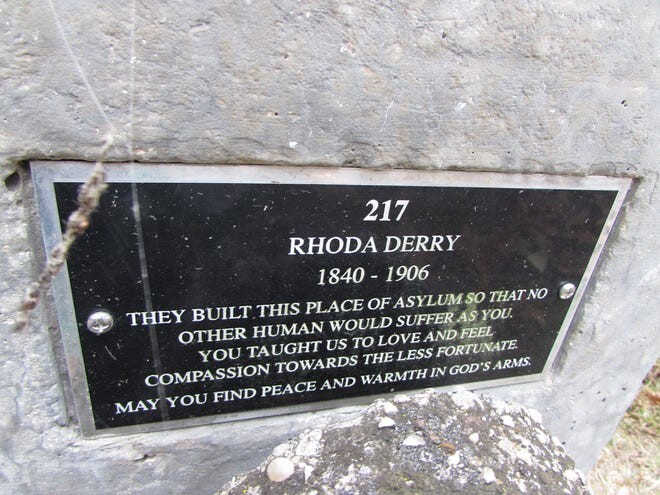 217
RHODA DERRY
1840 - 1906
THEY BUILT THIS PLACE OF ASYLUM SO THAT NO
OTHER HUMAN WOULD SUFFER AS YOU.
YOU TAUGHT US TO LOVE AND FEEL
COMPASSION TOWARDS THE LESS FORTUNATE.
MAY YOU FIND PEACE AND WARMTH IN GOD'S ARMS.